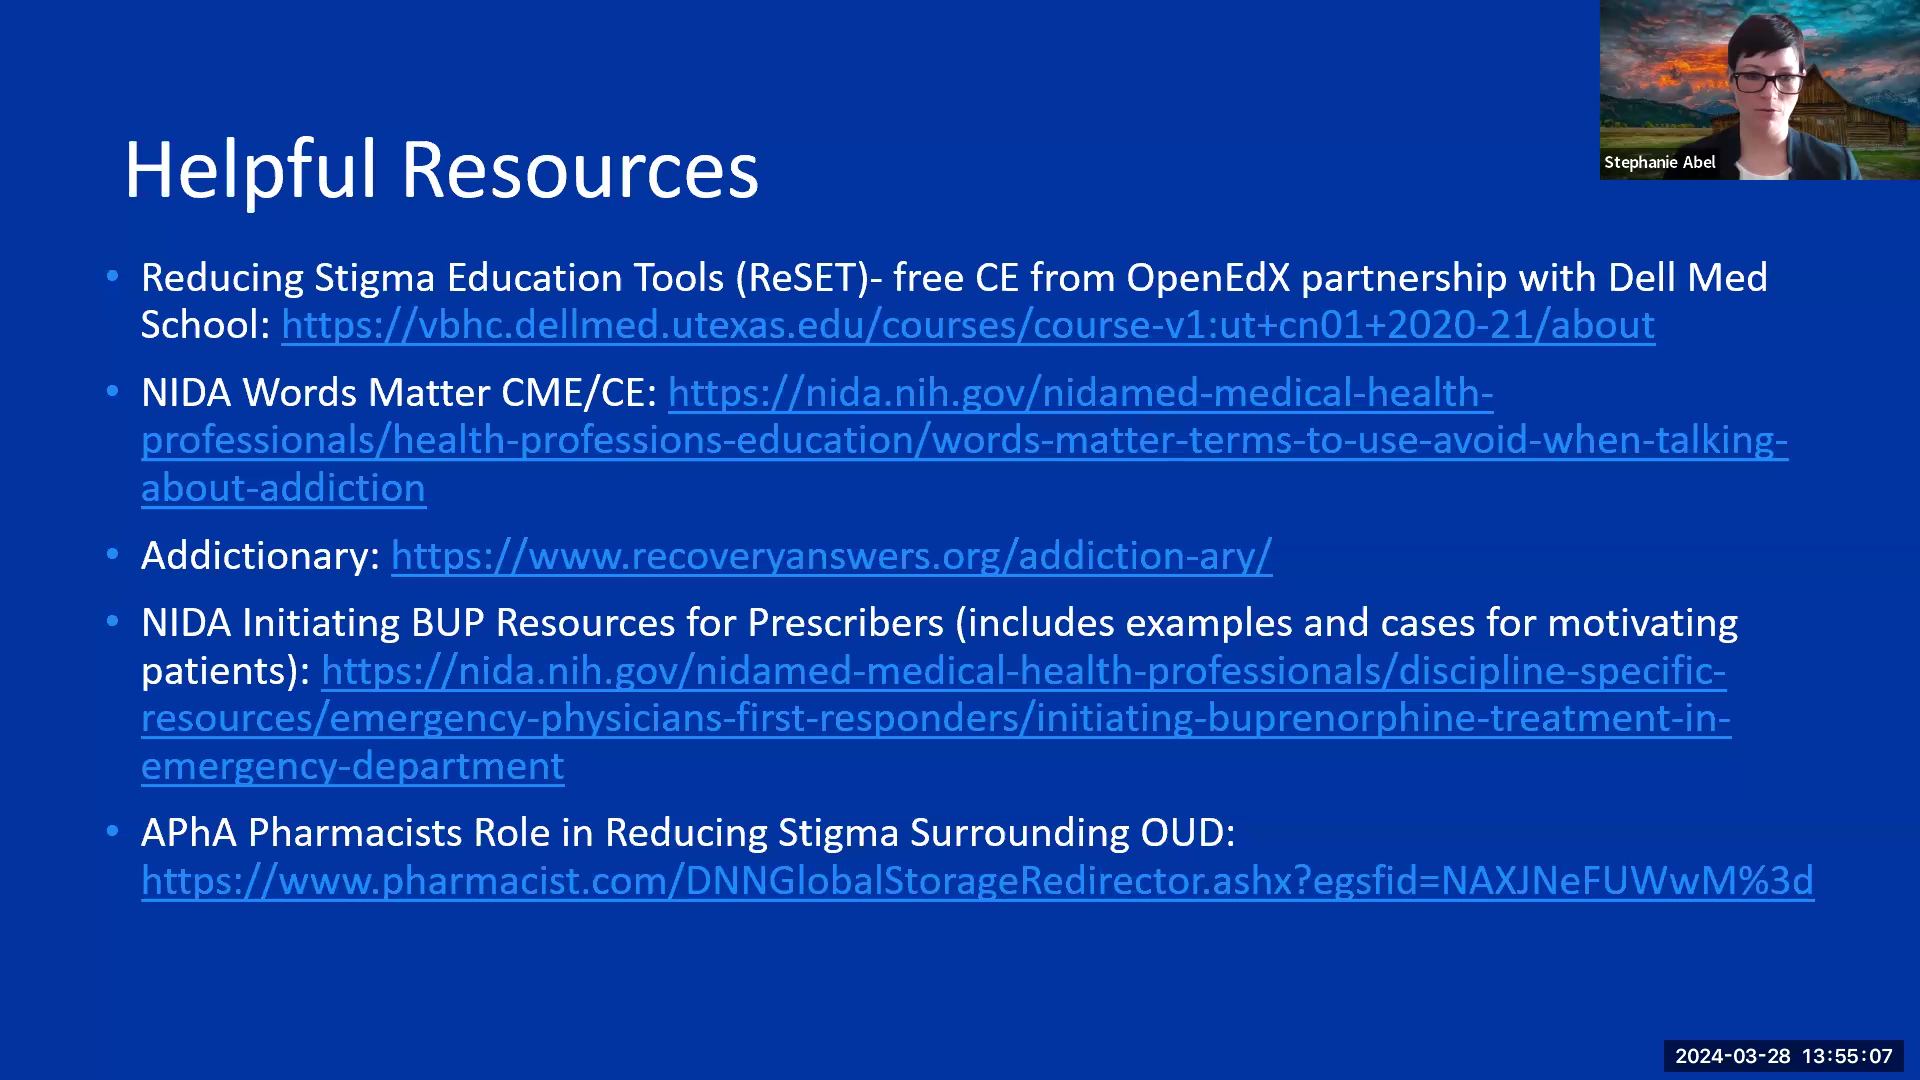 Stephanie Abel
Helpful Resources
• Reducing Stigma Education Tools (ReSET)- free CE from OpenEdX partnership with Dell Med
School: https://vbhc.dellmed.utexas.edu/courses/course-v1:ut+cn01+2020-21/about
• NIDA Words Matter CME/CE: https://nida.nih.gov/nidamed-medical-health-
professionals/health-professions-education/words-matter-terms-to-use-avoid-when-talking-
about-addiction
• Addictionary: https://www.recoveryanswers.org/addiction-ary/
• NIDA Initiating BUP Resources for Prescribers (includes examples and cases for motivating
patients): https://nida.nih.gov/nidamed-medical-health-professionals/discipline-specific-
resources/emergency-physicians-first-responders/initiating-buprenorphine-treatment-in-
emergency-department
• APhA Pharmacists Role in Reducing Stigma Surrounding OUD:
https://www.pharmacist.com/DNNGlobalStorageRedirector.ashx?egsfid=NAXJNeFUWwM%3d
2024-03-28 13:55:07